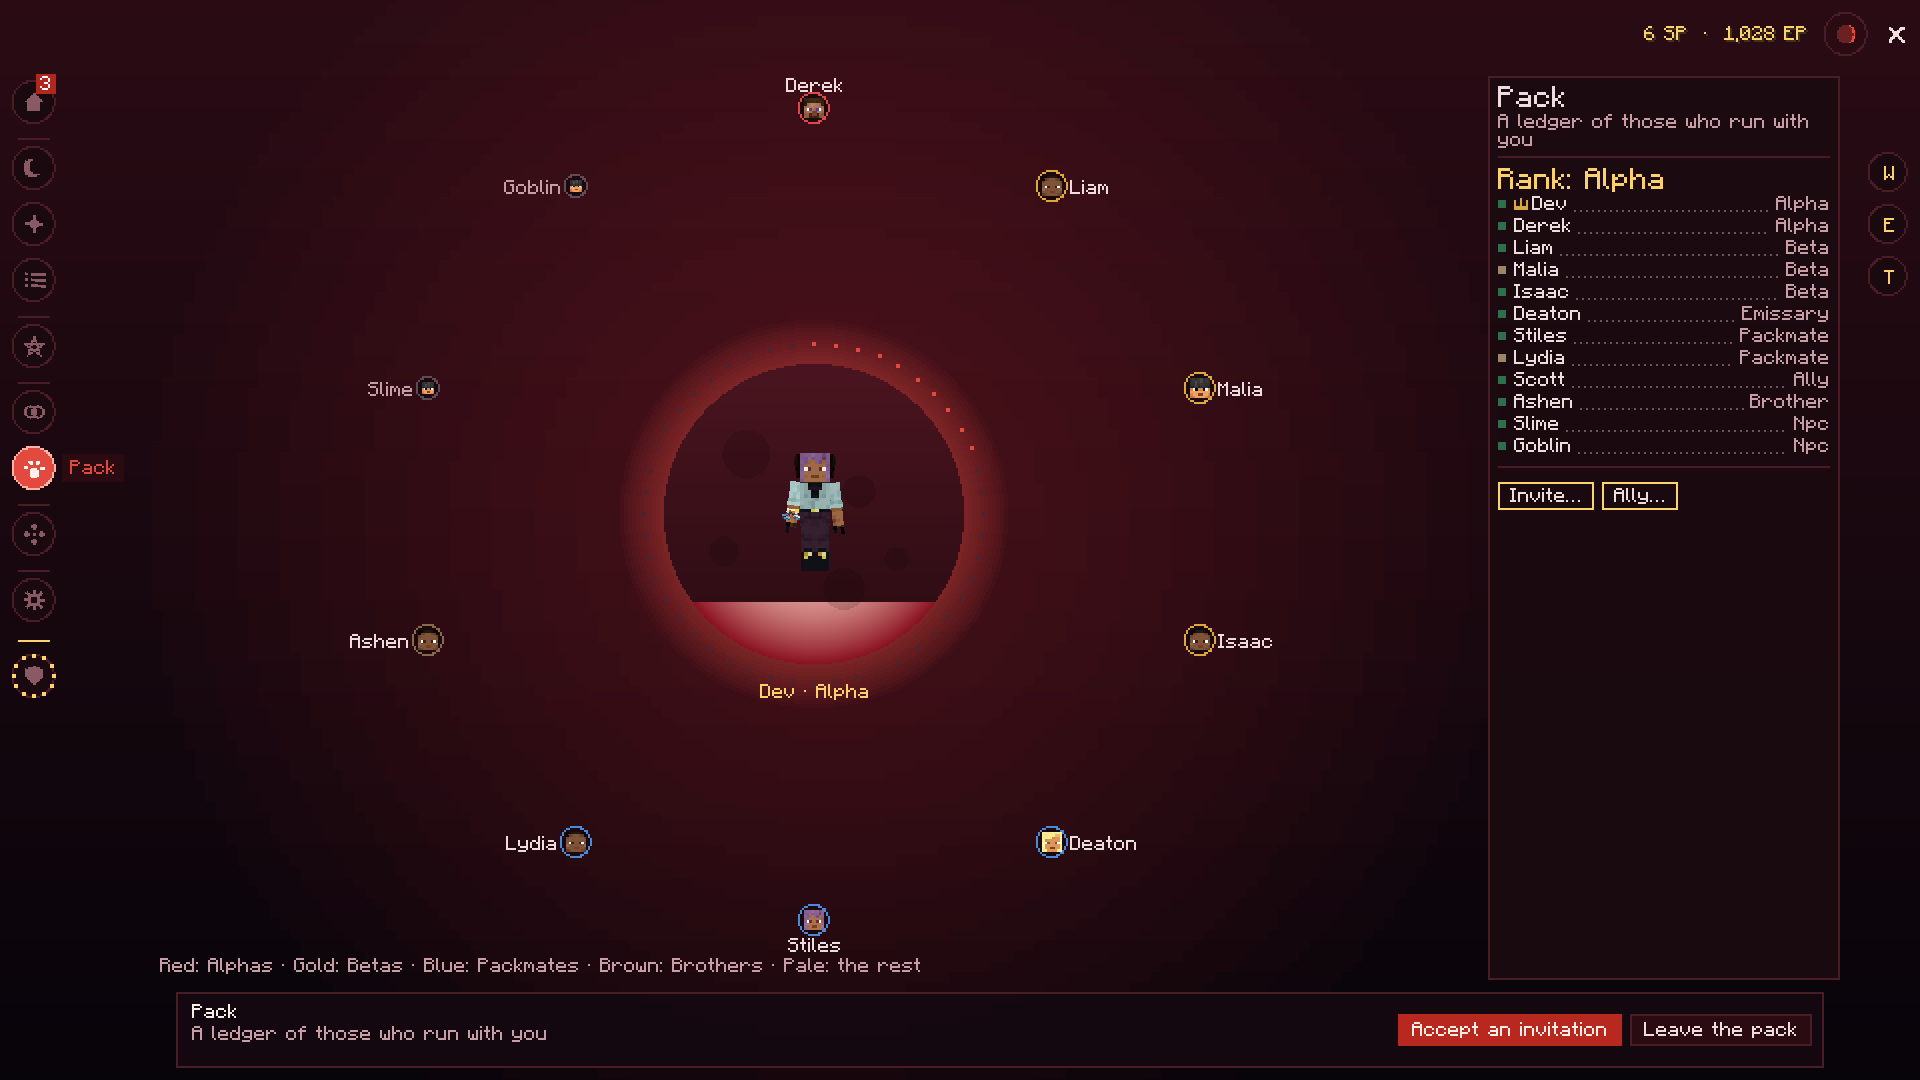 6 SP · 1,028 EP
3
Pack
Derek
Goblin
Liam
Slime
Malia
Ashen
Isaac
Dev · Alpha
Lydia
Deaton
Stiles
Red: Alphas · Gold: Betas · Blue: Packmates · Brown: Brothers · Pale: the rest
Pack
A ledger of those who run with
you
Rank: Alpha
Dev Alpha
Derek Alpha
Liam Beta
Malia Beta
Isaac Beta
Deaton Emissary
Stiles Packmate
Lydia Packmate
Scott Ally
Ashen Brother
Slime Npc
Goblin Npc
Invite... Ally...
W
E
T
Pack
A ledger of those who run with you
Accept an invitation Leave the pack